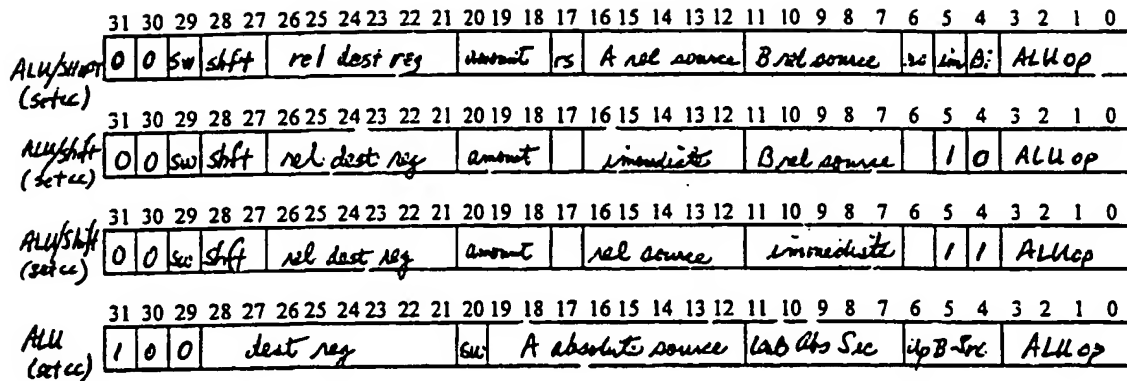 31 30 29 28 27 26 25 24 23 22 21 20 19 18 17 16 15 14 13 12 11 10 9 8 7 6 5 4 3 2 1 0
ALU/SHIFT 0 0 sw shft rel dest reg amount rs A rel source B rel source im Bi ALU op
(setcc)
31 30 29 28 27 26 25 24 23 22 21 20 19 18 17 16 15 14 13 12 11 10 9 8 7 6 5 4 3 2 1 0
ALU/Shift 0 0 sw shft rel dest reg amount immediate B rel source 1 0 ALU op
(setcc)
31 30 29 28 27 26 25 24 23 22 21 20 19 18 17 16 15 14 13 12 11 10 9 8 7 6 5 4 3 2 1 0
ALU/Shift 0 0 sw shft rel dest reg amount rel source immediate 1 1 ALU op
(setcc)
31 30 29 28 27 26 25 24 23 22 21 20 19 18 17 16 15 14 13 12 11 10 9 8 7 6 5 4 3 2 1 0
ALU 1 0 0 dest reg sw A absolute source Abs Src B-Src ALU op
(setcc)